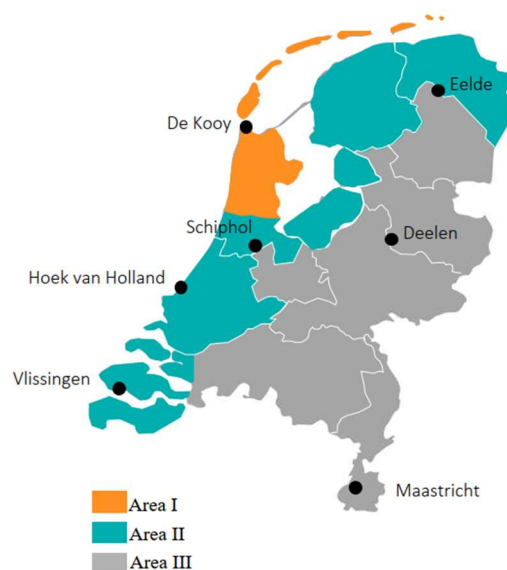 Eelde
De Kooy
Schiphol
Deelen
Hoek van Holland
Vlissingen
Maastricht
Area I
Area II
Area III